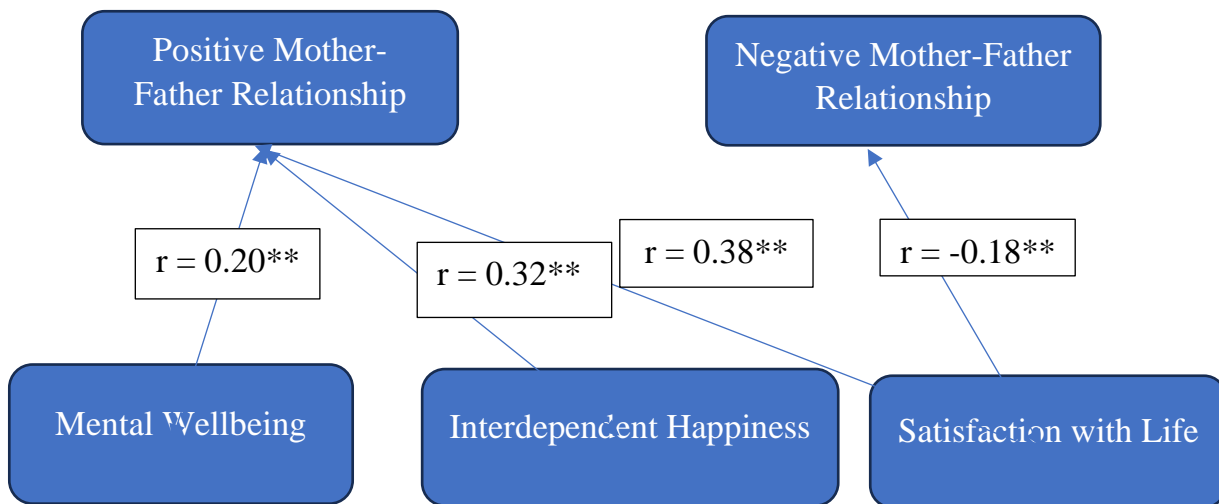 Positive Mother-
Father Relationship
Negative Mother-Father
Relationship
r = 0.20**
r = 0.32**
r = 0.38**
r = -0.18**
Mental Wellbeing
Interdependent Happiness
Satisfaction with Life